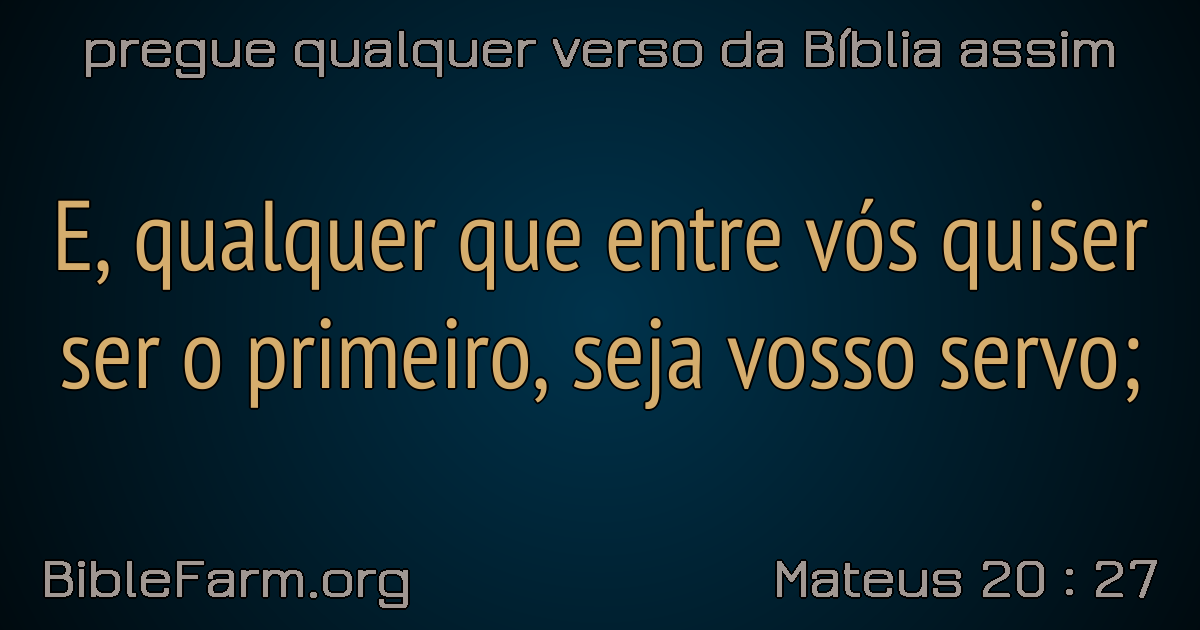 pregue qualquer verso da Bíblia assim
E, qualquer que entre vós quiser
ser o primeiro, seja vosso servo;
BibleFarm.org
Mateus 20 : 27